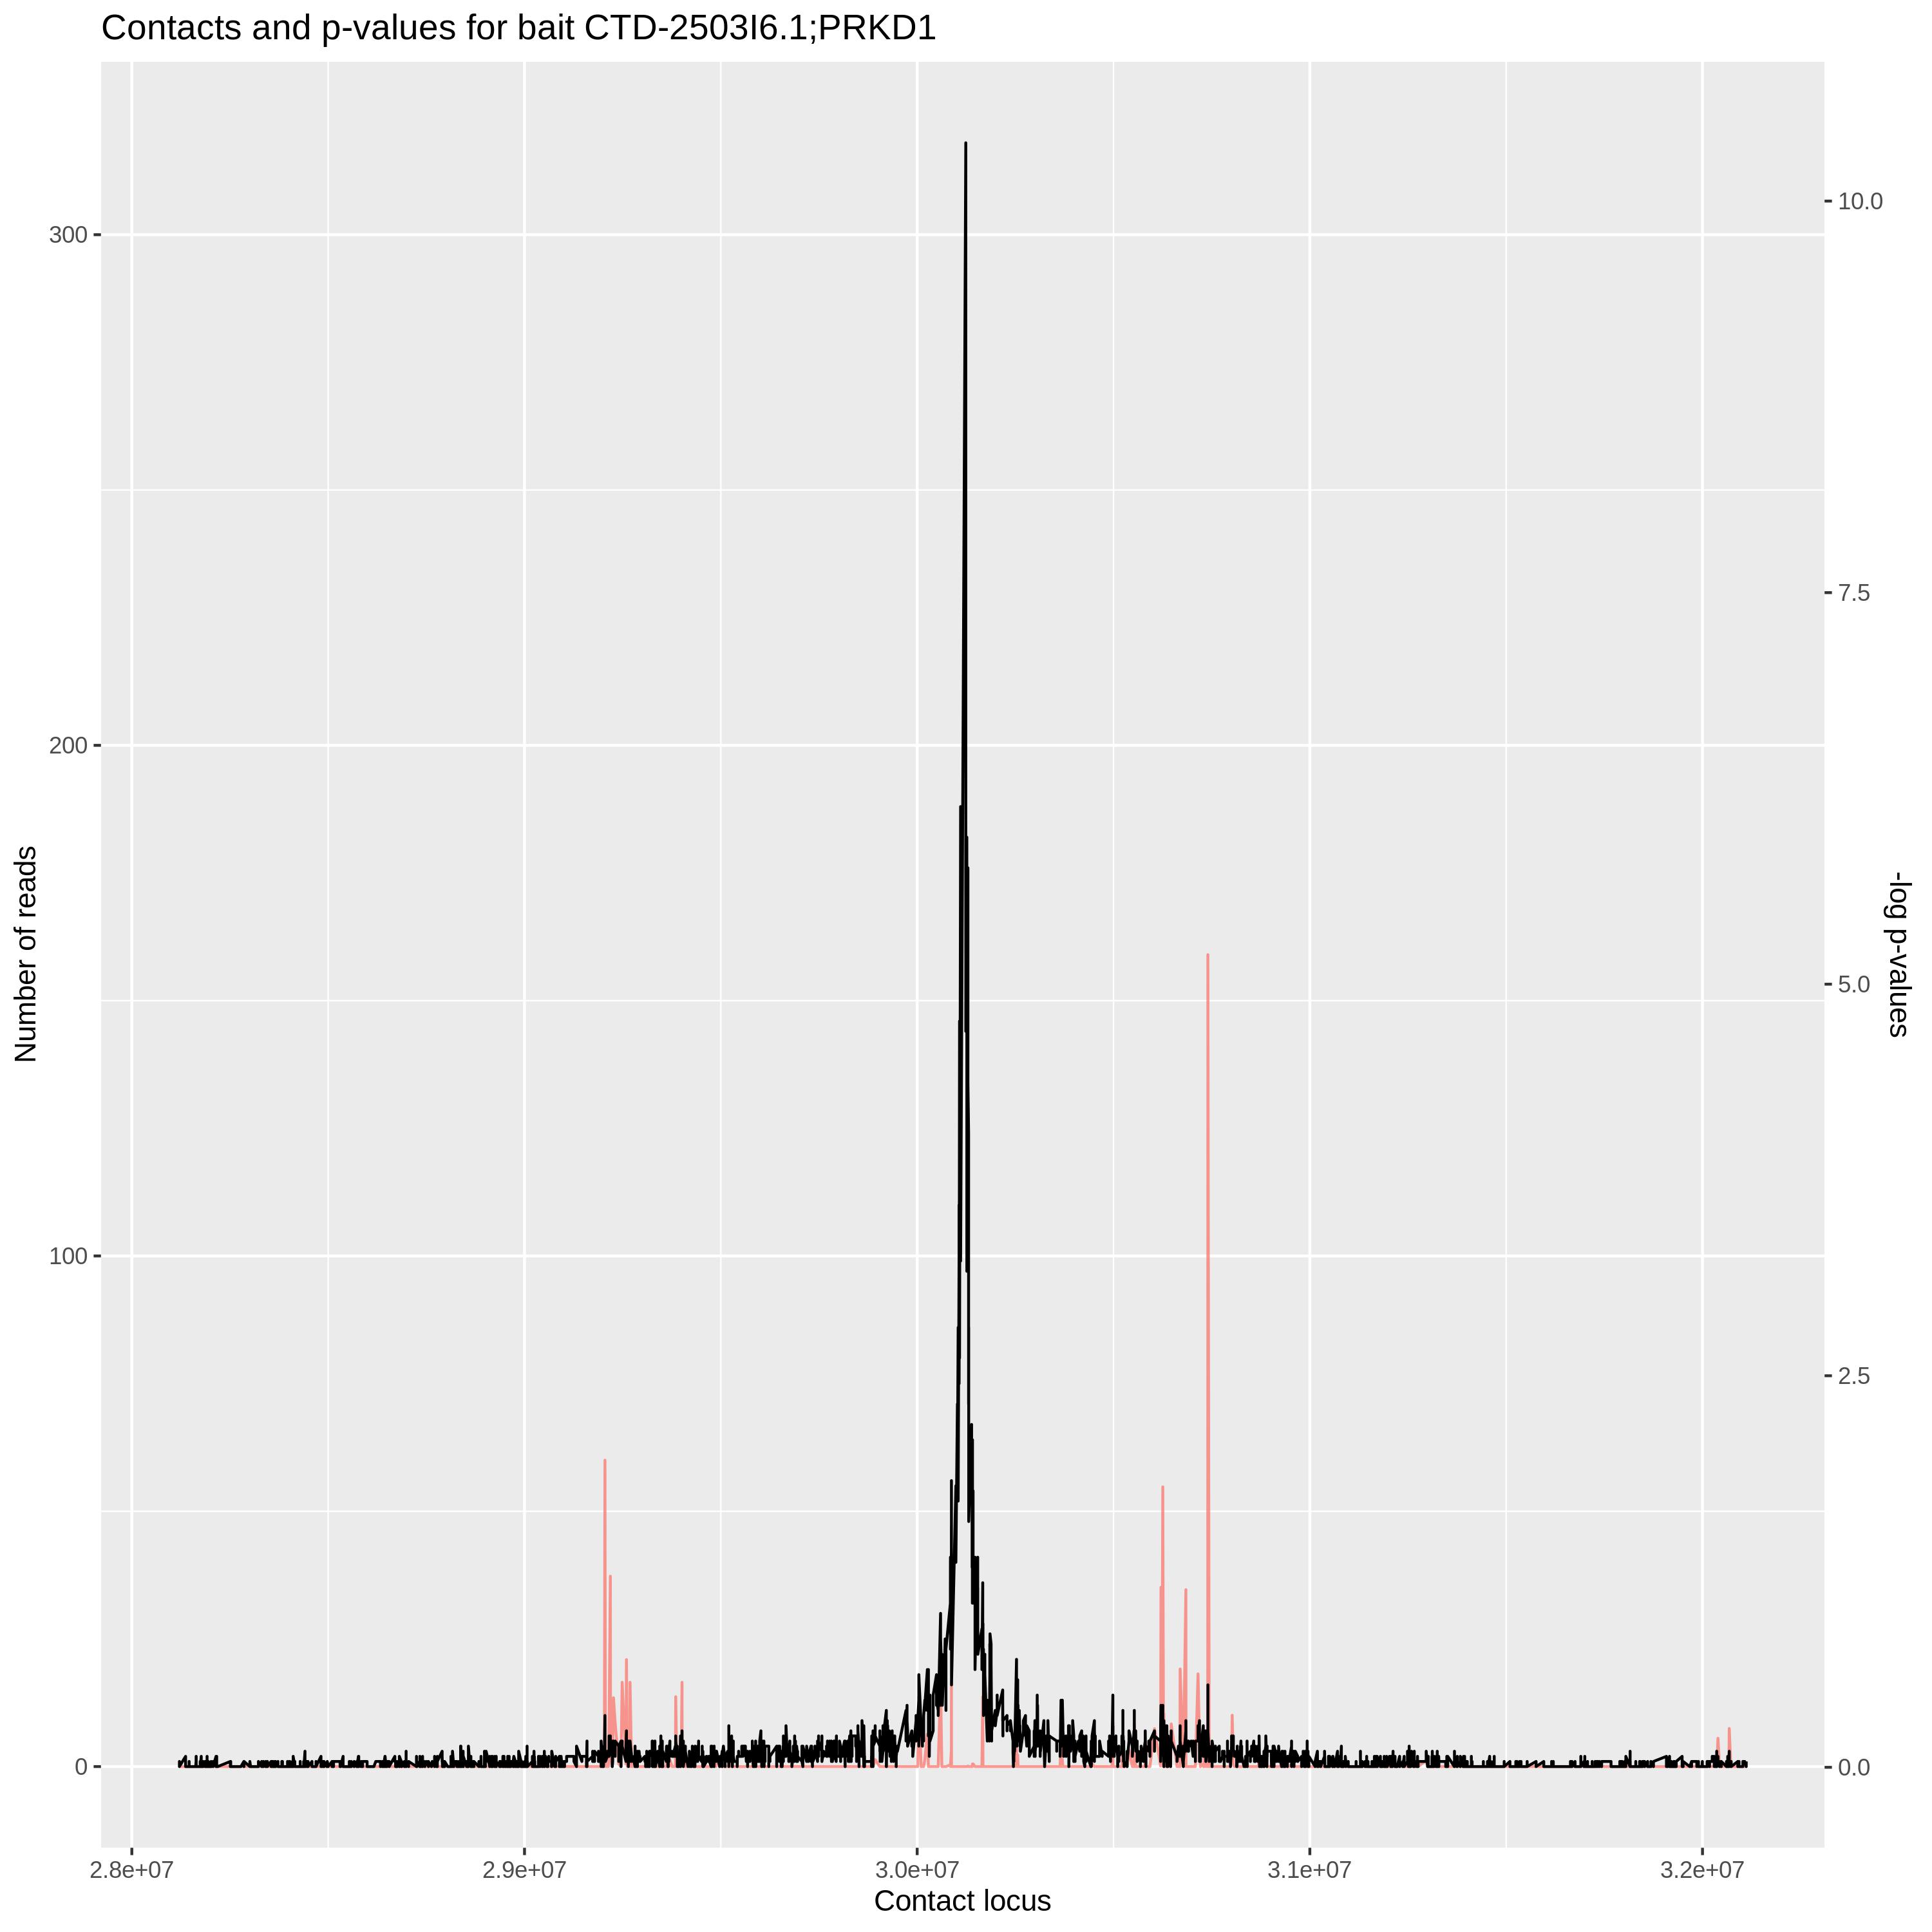 Contacts and p-values for bait CTD-2503I6.1;PRKD1
300
200
100
0
Number of reads
10.0
7.5
5.0
2.5
0.0
-log p-values
2.8e+07
2.9e+07
3.0e+07
3.1e+07
3.2e+07
Contact locus